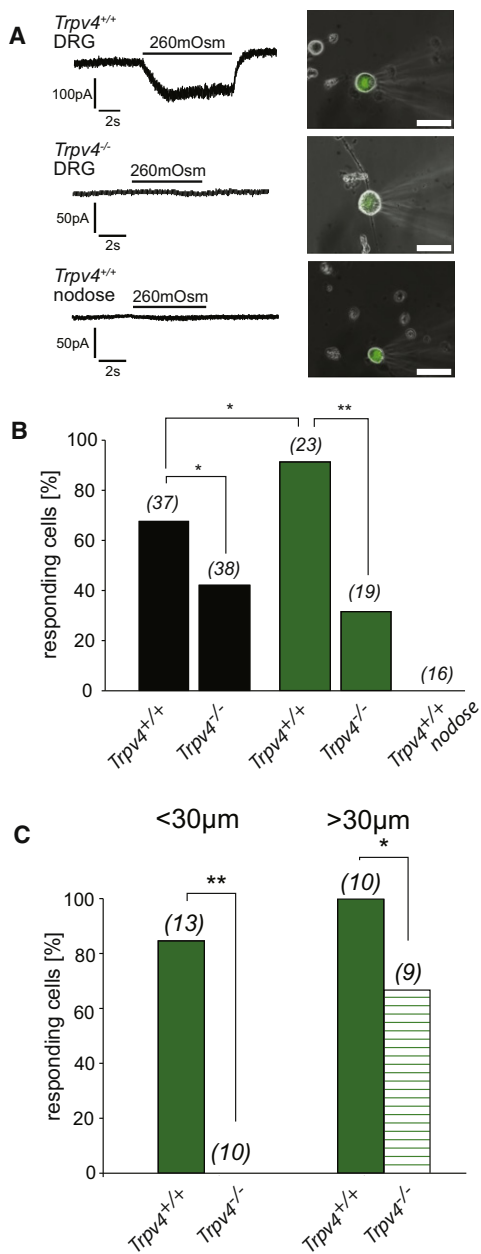 A
Trpv4+/+
DRG
260mOsm
100pA
2s
Trpv4-/-
DRG
260mOsm
50pA
2s
Trpv4+/+
nodose
260mOsm
50pA
2s
B
responding cells [%]
100
80
60
40
20
0
*
*
**
(37)
(38)
(23)
(19)
(16)
Trpv4+/+
Trpv4-/-
Trpv4+/+
Trpv4-/-
Trpv4+/+
nodose
C
<30µm
>30µm
responding cells [%]
100
80
60
40
20
0
**
*
(13)
(10)
(10)
(9)
Trpv4+/+
Trpv4-/-
Trpv4+/+
Trpv4-/-